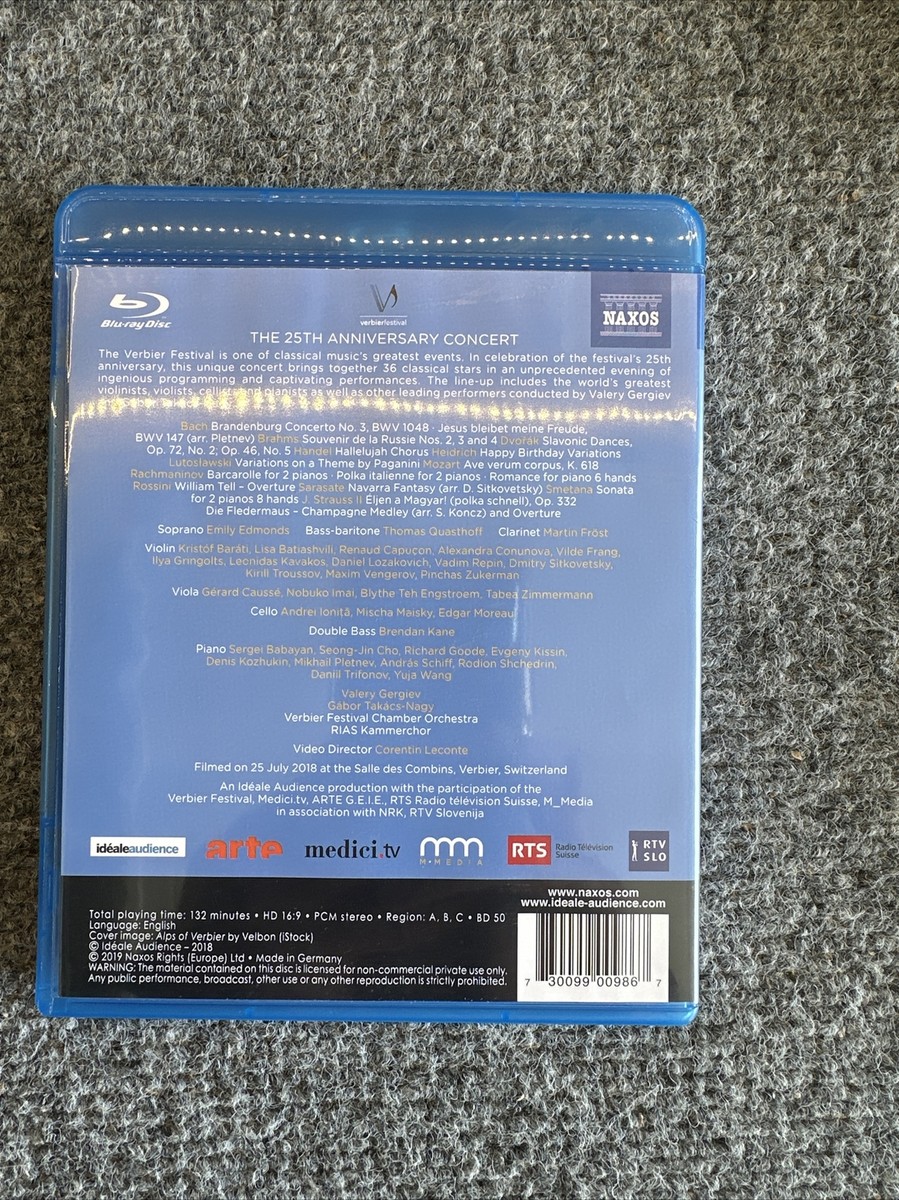 Blu-ray Disc
verbierfestival
NAXOS
THE 25TH ANNIVERSARY CONCERT
The Verbier Festival is one of classical music's greatest events. In celebration of the festival's 25th
anniversary, this unique concert brings together 36 classical stars in an unprecedented evening of
ingenious programming and captivating performances. The line-up includes the world's greatest
violinists, violists, cellists and pianists as well as other leading performers conducted by Valery Gergiev
Bach Brandenburg Concerto No. 3, BWV 1048 · Jesus bleibet meine Freude,
BWV 147 (arr. Pletnev) Brahms Souvenir de la Russie Nos. 2, 3 and 4 Dvořák Slavonic Dances,
Op. 72, No. 2; Op. 46, No. 5 Handel Hallelujah Chorus Heidrich Happy Birthday Variations
Lutosławski Variations on a Theme by Paganini Mozart Ave verum corpus, K. 618
Rachmaninov Barcarolle for 2 pianos · Polka italienne for 2 pianos · Romance for piano 6 hands
Rossini William Tell – Overture Sarasate Navarra Fantasy (arr. D. Sitkovetsky) Smetana Sonata
for 2 pianos 8 hands J. Strauss II Éljen a Magyar! (polka schnell), Op. 332
Die Fledermaus – Champagne Medley (arr. S. Koncz) and Overture
Soprano Emily Edmonds Bass-baritone Thomas Quasthoff Clarinet Martin Fröst
Violin Kristóf Baráti, Lisa Batiashvili, Renaud Capuçon, Alexandra Conunova, Vilde Frang,
Ilya Gringolts, Leonidas Kavakos, Daniel Lozakovich, Vadim Repin, Dmitry Sitkovetsky,
Kirill Troussov, Maxim Vengerov, Pinchas Zukerman
Viola Gérard Caussé, Nobuko Imai, Blythe Teh Engstroem, Tabea Zimmermann
Cello Andrei Ioniță, Mischa Maisky, Edgar Moreau
Double Bass Brendan Kane
Piano Sergei Babayan, Seong-Jin Cho, Richard Goode, Evgeny Kissin,
Denis Kozhukin, Mikhail Pletnev, András Schiff, Rodion Shchedrin,
Daniil Trifonov, Yuja Wang
Valery Gergiev
Gábor Takács-Nagy
Verbier Festival Chamber Orchestra
RIAS Kammerchor
Video Director Corentin Leconte
Filmed on 25 July 2018 at the Salle des Combins, Verbier, Switzerland
An Idéale Audience production with the participation of the
Verbier Festival, Medici.tv, ARTE G.E.I.E., RTS Radio télévision Suisse, M_Media
in association with NRK, RTV Slovenija
idéaleaudience
arte
medici.tv
M·MEDIA
RTS Radio Télévision
Suisse
RTV
SLO
www.naxos.com
www.ideale-audience.com
Total playing time: 132 minutes • HD 16:9 • PCM stereo • Region: A, B, C • BD 50
Language: English
Cover image: Alps of Verbier by Velbon (iStock)
© Idéale Audience – 2018
© 2019 Naxos Rights (Europe) Ltd • Made in Germany
WARNING: The material contained on this disc is licensed for non-commercial private use only.
Any public performance, broadcast, other use or any other reproduction is strictly prohibited.
7 30099 00986 7